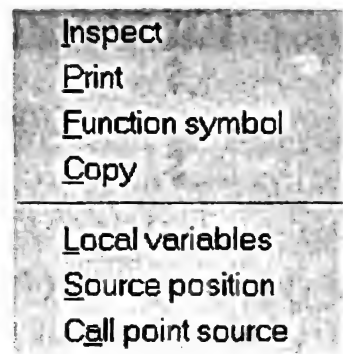 Inspect
Print
Function symbol
Copy
Local variables
Source position
Call point source